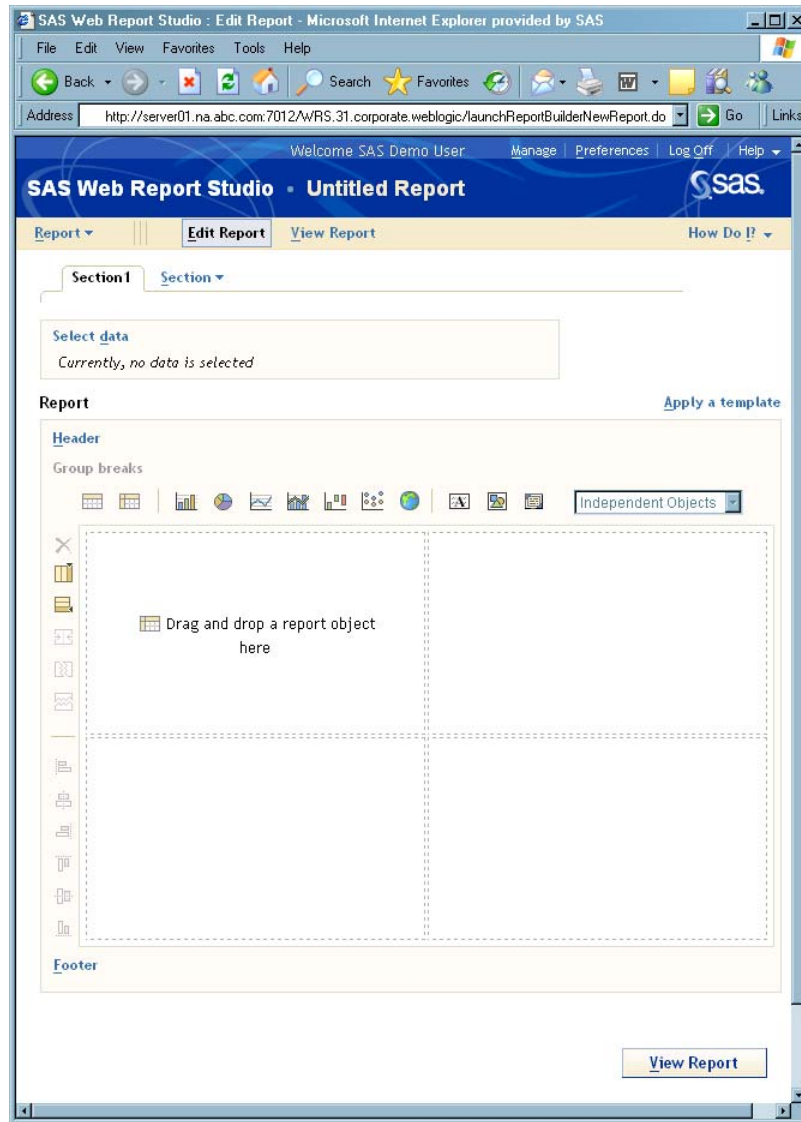 SAS Web Report Studio : Edit Report - Microsoft Internet Explorer provided by SAS
File Edit View Favorites Tools Help
Back Search Favorites
Address http://server01.na.abc.com:7012/WRS.31.corporate.weblogic/launchReportBuilderNewReport.do Go Links
Welcome SAS Demo User Manage | Preferences | Log Off | Help
SAS Web Report Studio • Untitled Report
sas.
Report Edit Report View Report How Do I?
Section1 Section
Select data
Currently, no data is selected
Report Apply a template
Header
Group breaks
Independent Objects
Drag and drop a report object
here
Footer
View Report